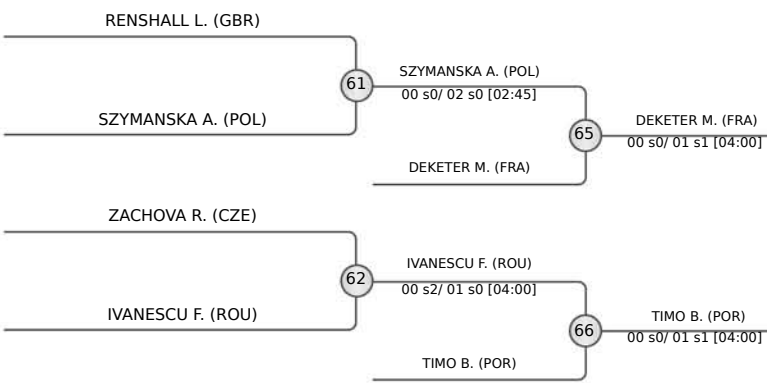 RENSHALL L. (GBR)
61
SZYMANSKA A. (POL)
SZYMANSKA A. (POL)
00 s0/ 02 s0 [02:45]
65
DEKETER M. (FRA)
DEKETER M. (FRA)
00 s0/ 01 s1 [04:00]
ZACHOVA R. (CZE)
62
IVANESCU F. (ROU)
IVANESCU F. (ROU)
00 s2/ 01 s0 [04:00]
66
TIMO B. (POR)
TIMO B. (POR)
00 s0/ 01 s1 [04:00]